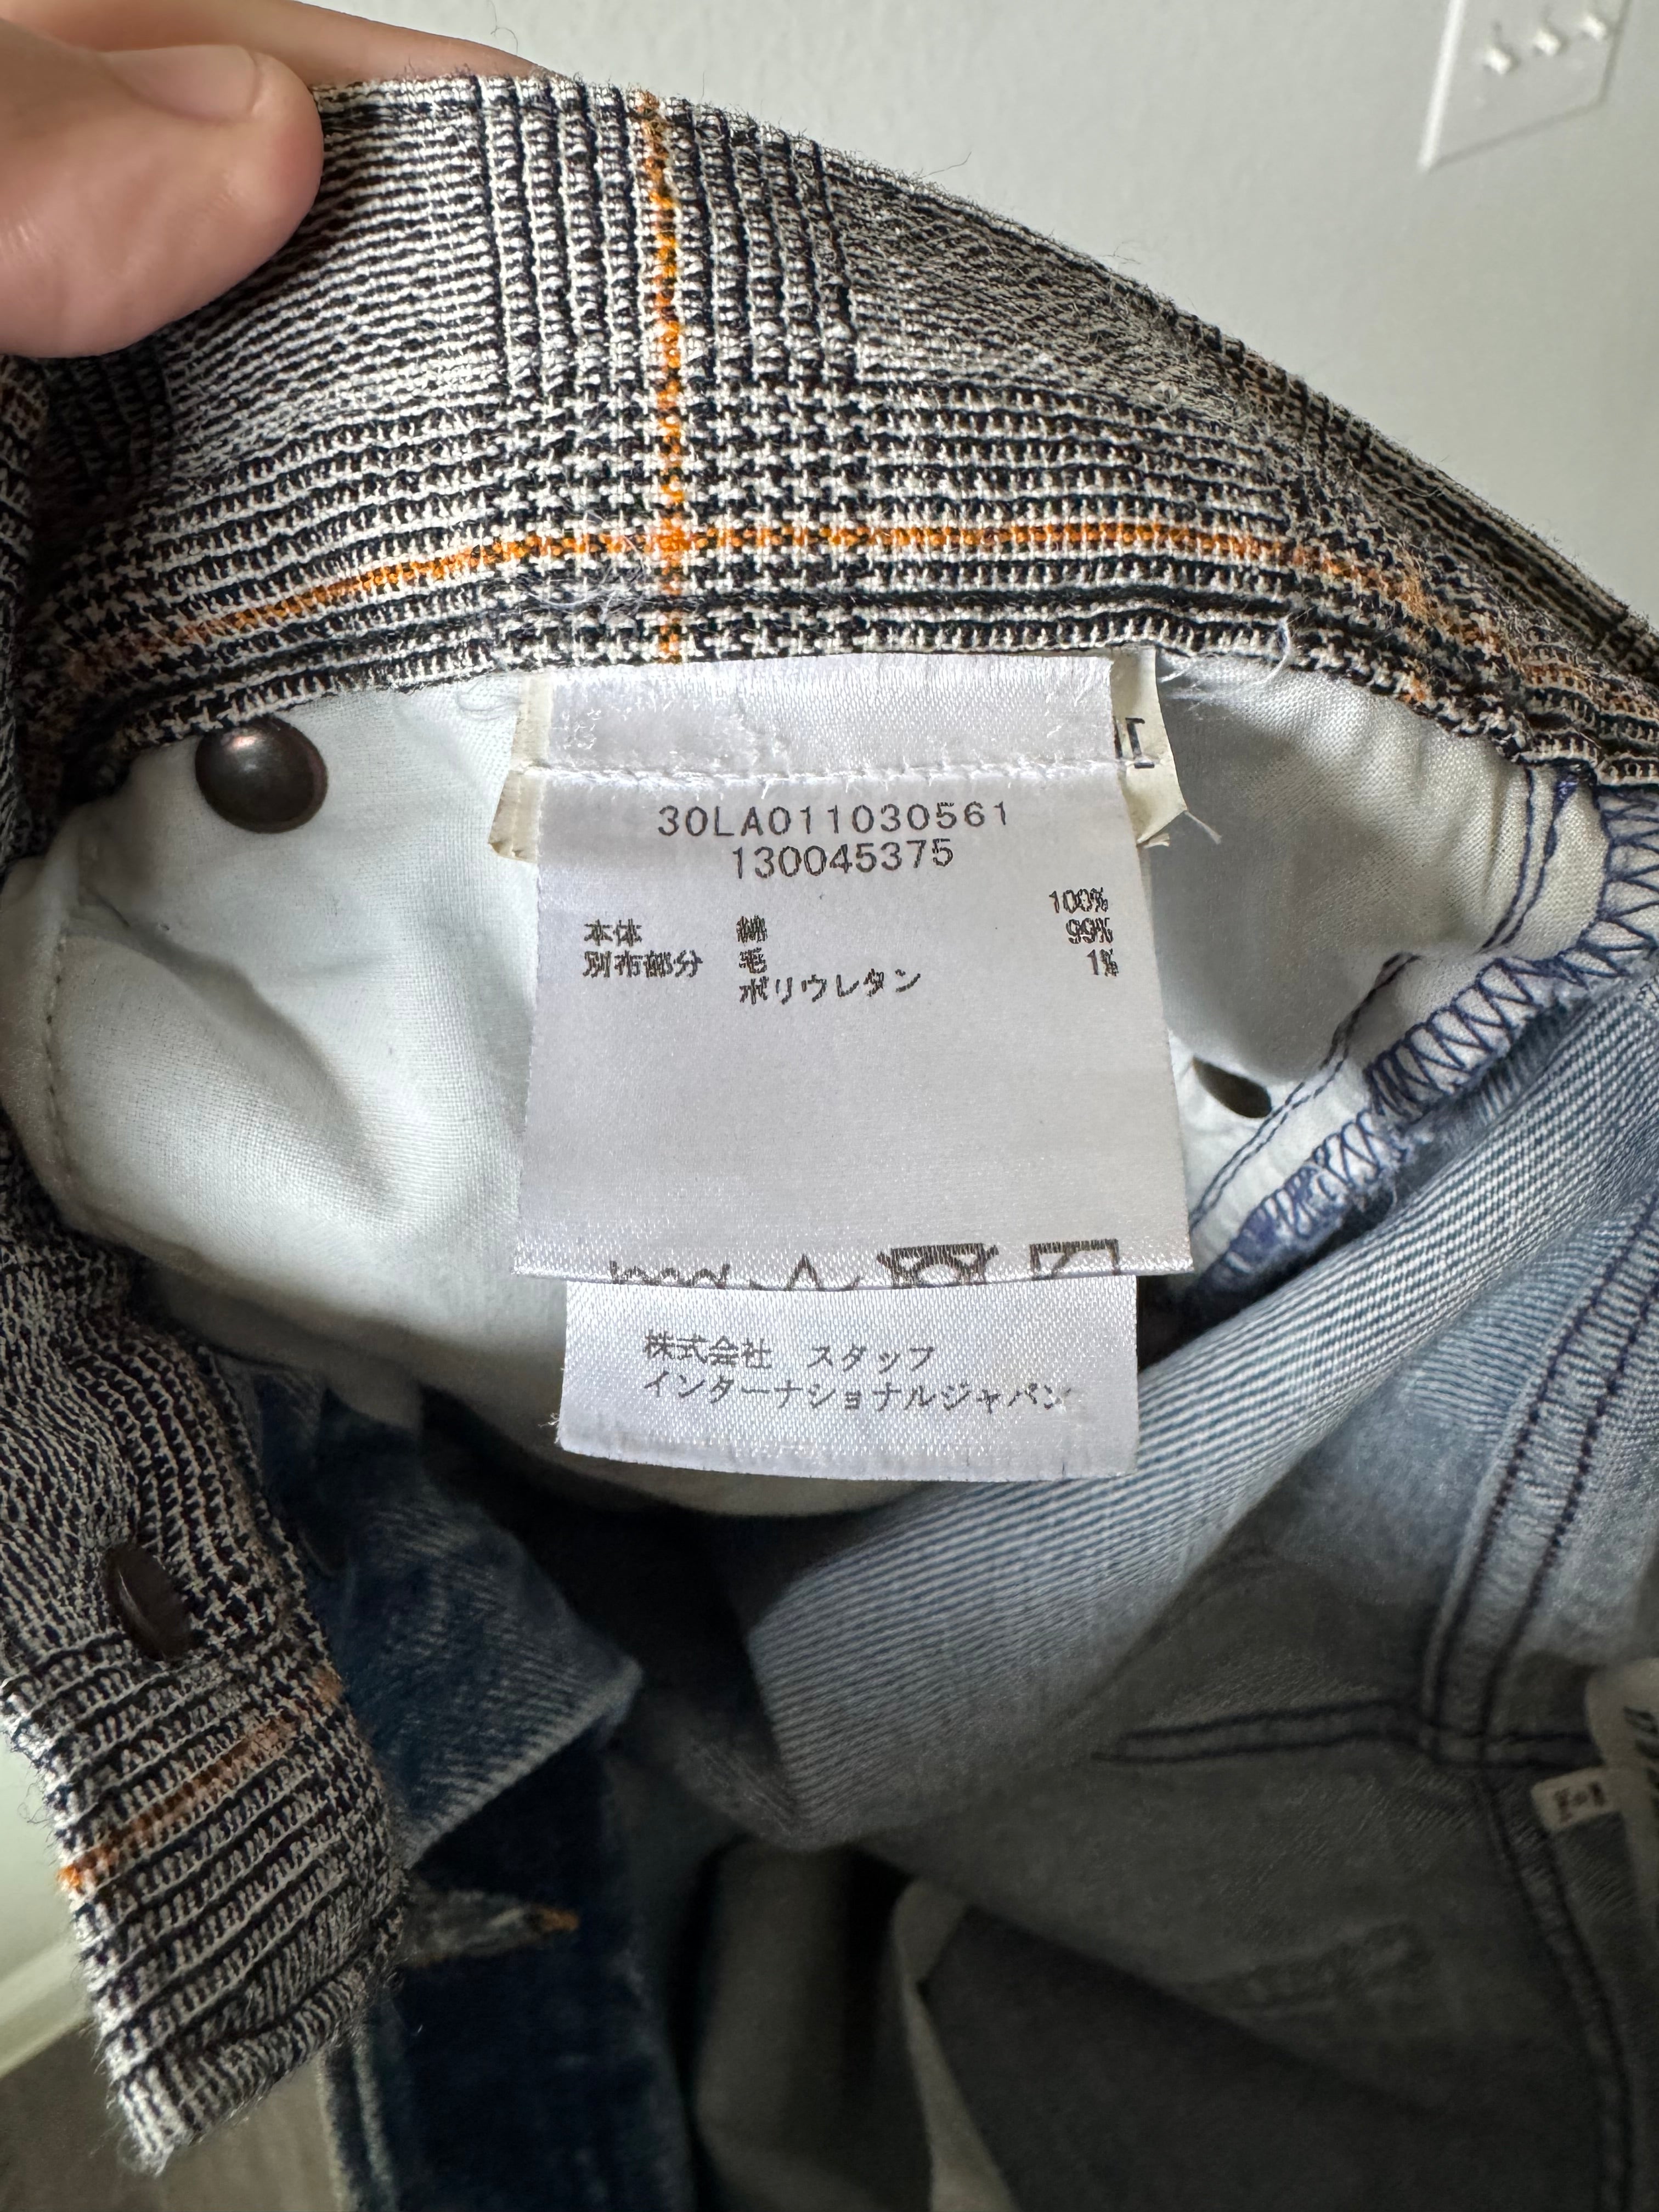 30LA011030561
130045375
100%
本体 綿 99%
別布部分 毛 1%
ポリウレタン
株式会社 スタッフ
インターナショナルジャパン